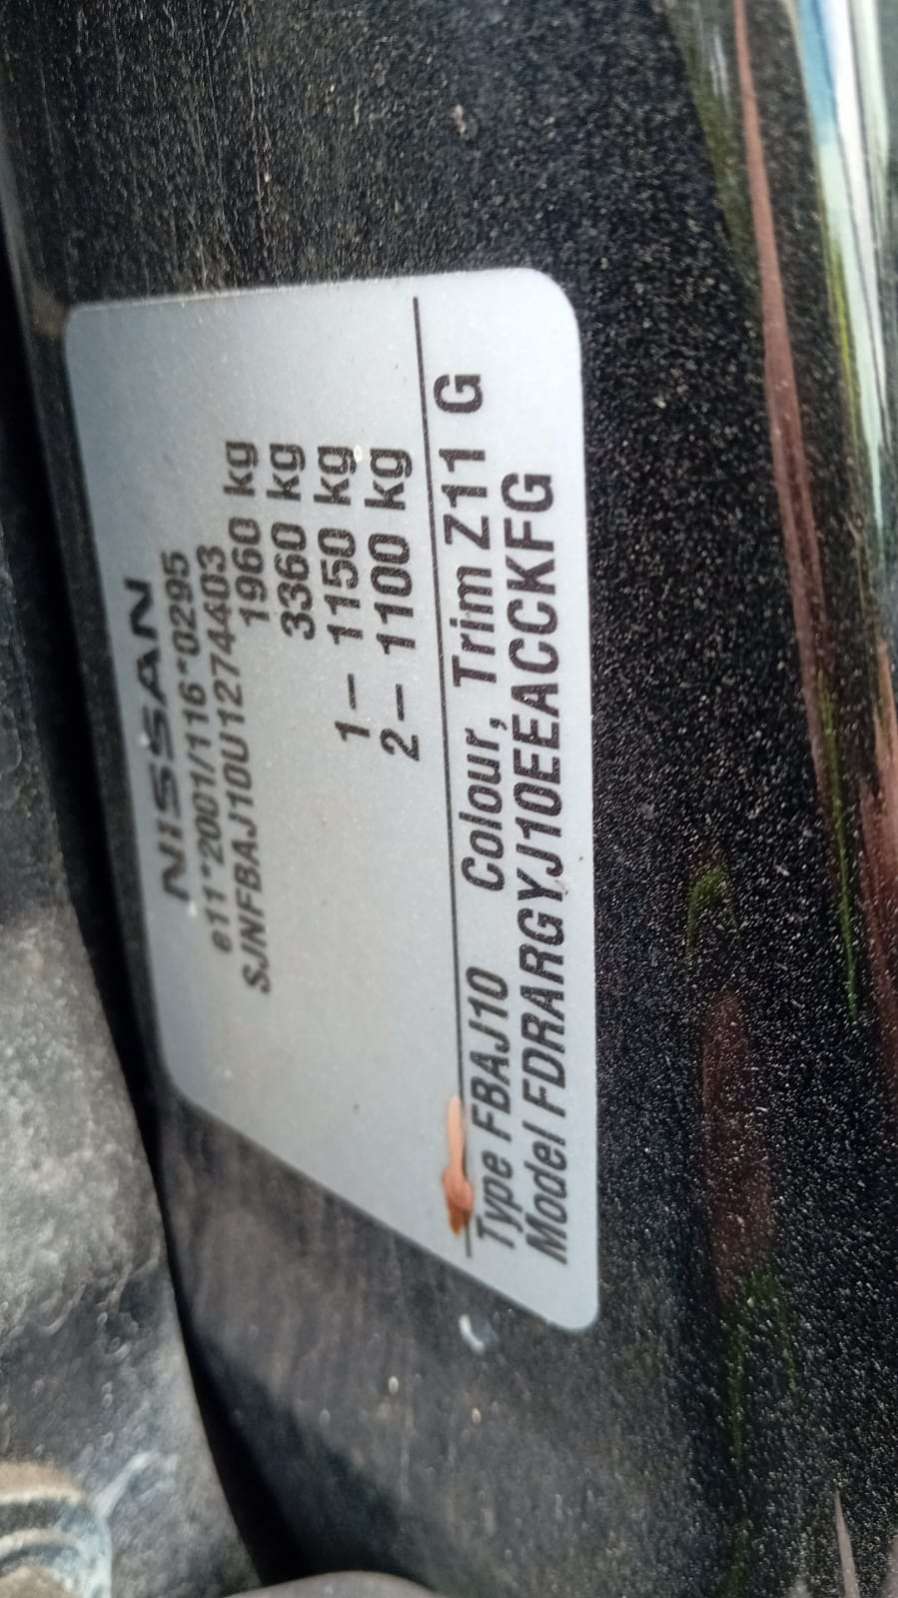 NISSAN
e11*2001/116*0295
SJNFBAJ10U1274403
1960 kg
3360 kg
1– 1150 kg
2– 1100 kg
Type FBAJ10 Colour, Trim Z11 G
Model FDRARGYJ10EEACCKFG